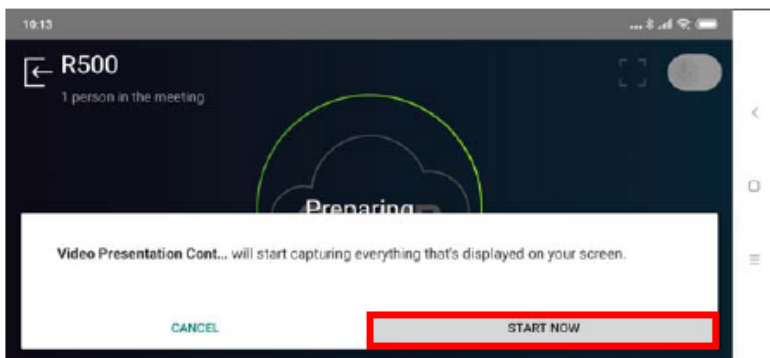 10:13
R500
1 person in the meeting
Preparing
Video Presentation Cont... will start capturing everything that's displayed on your screen.
CANCEL
START NOW